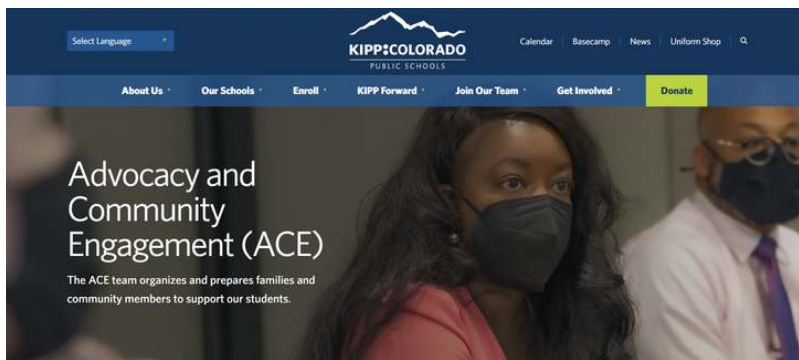 Select Language
KIPP:COLORADO
PUBLIC SCHOOLS
Calendar Basecamp News Uniform Shop
About Us Our Schools Enroll KIPP Forward Join Our Team Get Involved Donate
Advocacy and
Community
Engagement (ACE)
The ACE team organizes and prepares families and
community members to support our students.